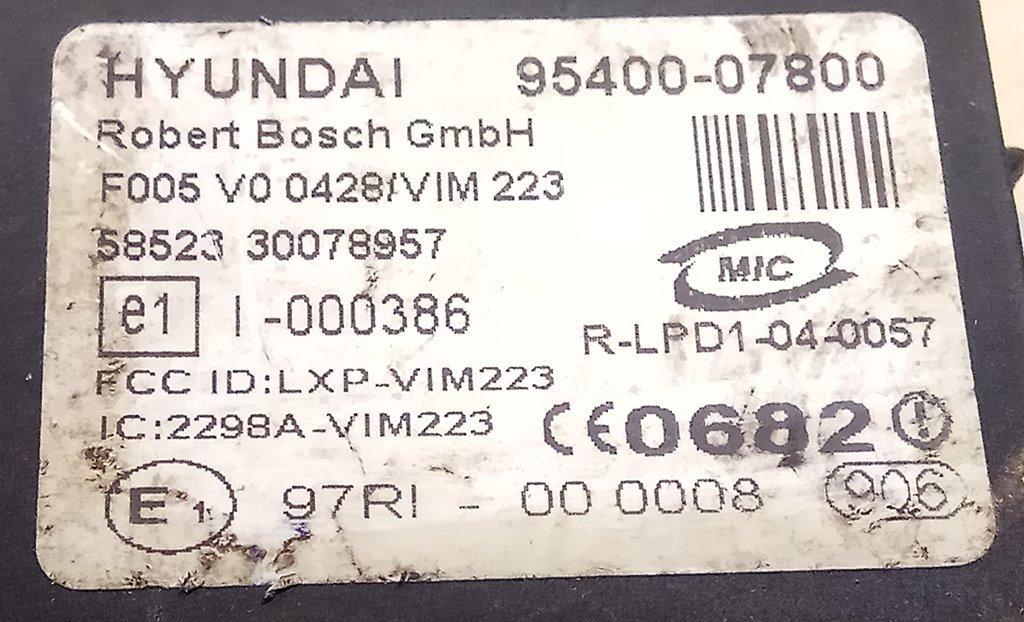 HYUNDAI 95400-07800
Robert Bosch GmbH
F005 V0 0428/VIM 223
58523 30078957
MIC
e1 I -000386
R-LPD1-04-0057
FCC ID:LXP-VIM223
IC:2298A-VIM223 CE0682 !
E1 97RI - 00 0008 906